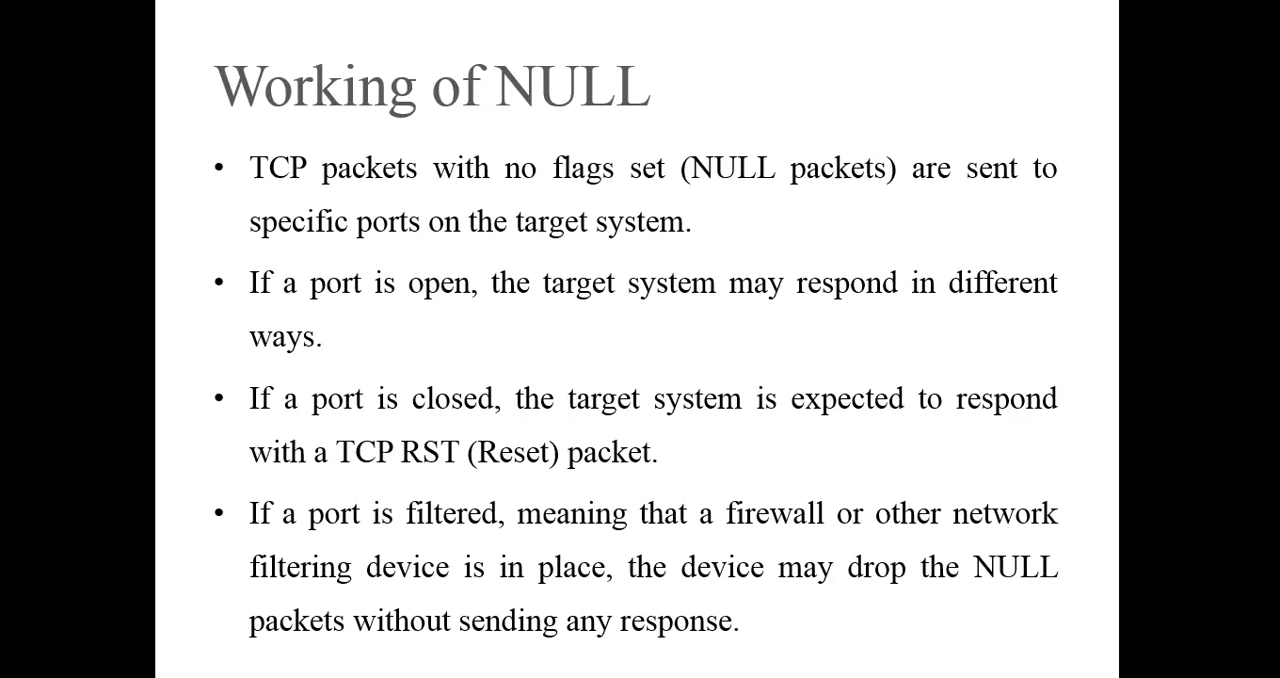 Working of NULL
• TCP packets with no flags set (NULL packets) are sent to
specific ports on the target system.
• If a port is open, the target system may respond in different
ways.
• If a port is closed, the target system is expected to respond
with a TCP RST (Reset) packet.
• If a port is filtered, meaning that a firewall or other network
filtering device is in place, the device may drop the NULL
packets without sending any response.